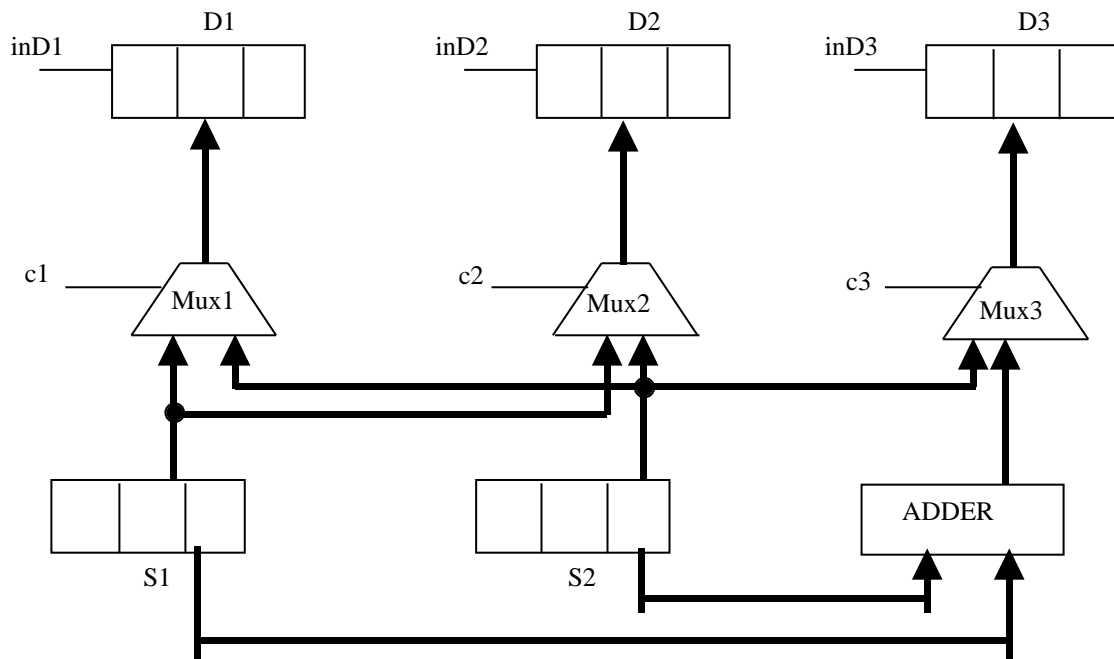 D1 D2 D3
inD1 inD2 inD3
c1 c2 c3
Mux1 Mux2 Mux3
ADDER
S1 S2